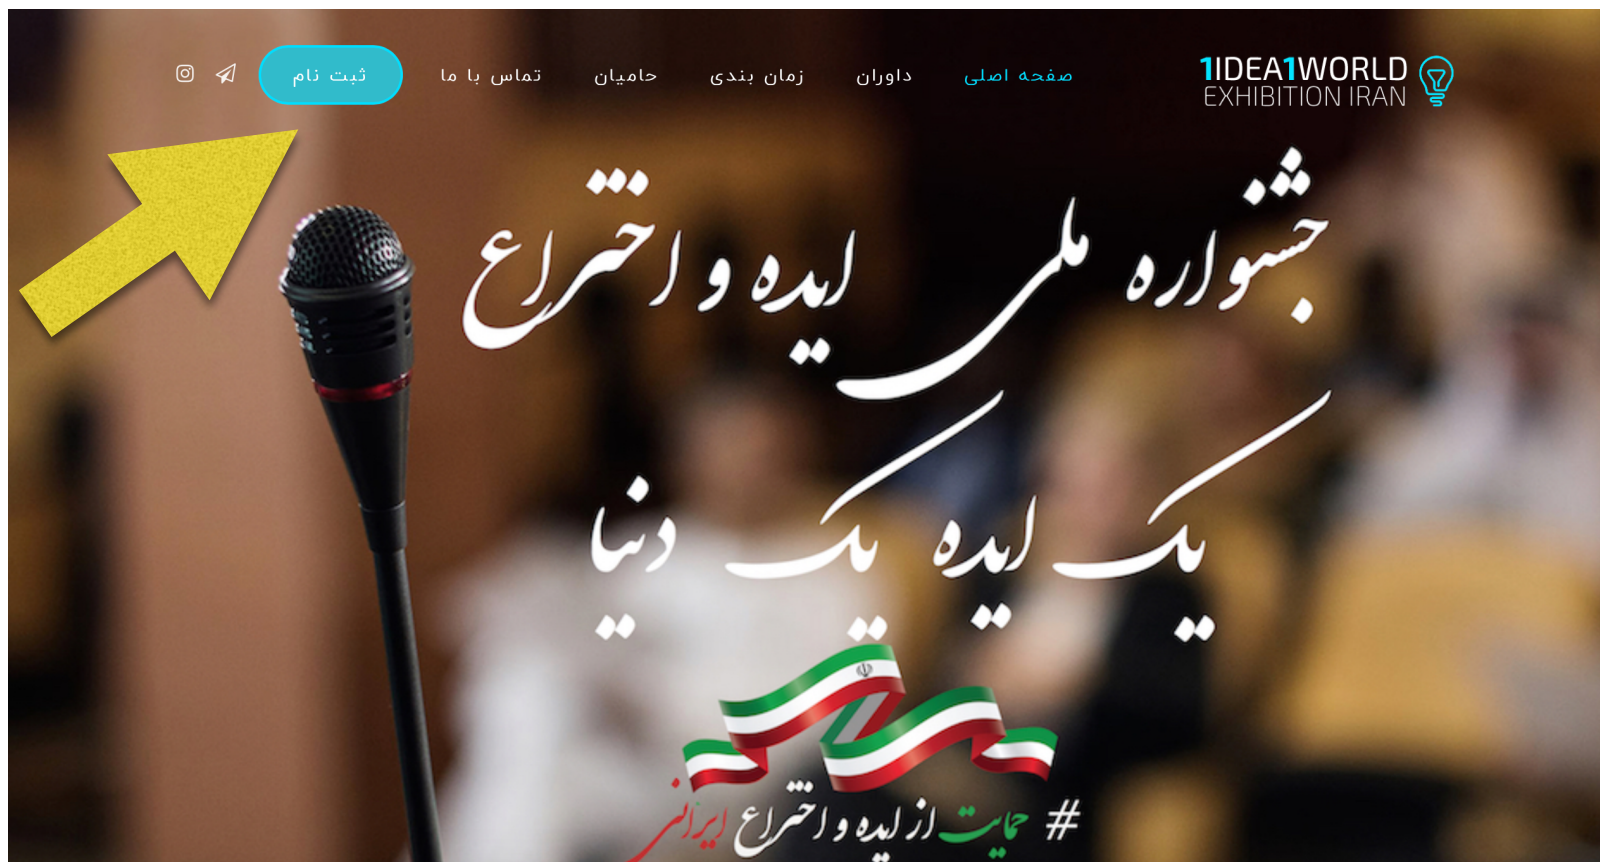 1IDEA1WORLD
EXHIBITION IRAN
صفحه اصلی
داوران
زمان بندی
حامیان
تماس با ما
ثبت نام
جشنواره ملی ایده و اختراع
یک ایده یک دنیا
# حمایت از ایده و اختراع ایرانی